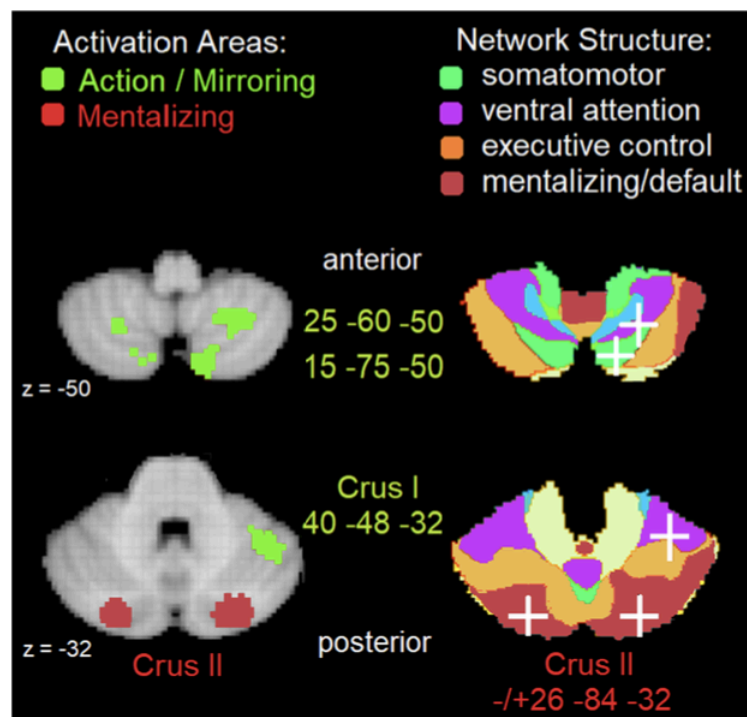 Activation Areas:
Action / Mirroring
Mentalizing
Network Structure:
somatomotor
ventral attention
executive control
mentalizing/default
anterior
25 -60 -50
15 -75 -50
z = -50
Crus I
40 -48 -32
z = -32
posterior
Crus II
Crus II
-/+26 -84 -32